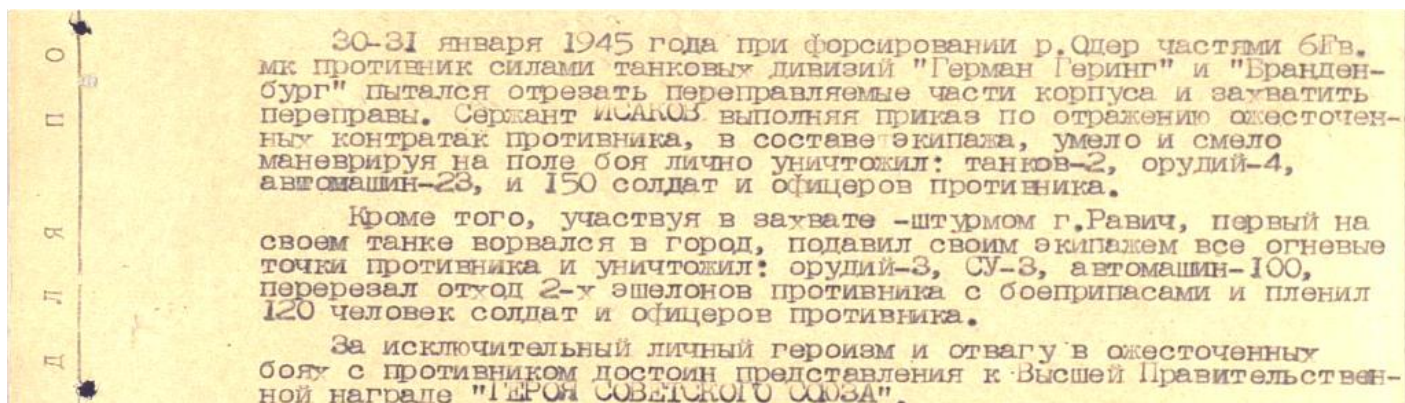 30-31 января 1945 года при форсировании р.Одер частями 6Гв.
мк противник силами танковых дивизий "Герман Геринг" и "Бранден-
бург" пытался отрезать переправляемые части корпуса и захватить
переправы. Сержант ИСАКОВ выполняя приказ по отражению ожесточен-
ных контратак противника, в составе экипажа, умело и смело
маневрируя на поле боя лично уничтожил: танков-2, орудий-4,
автомашин-23, и 150 солдат и офицеров противника.
Кроме того, участвуя в захвате -штурмом г.Равич, первый на
своем танке ворвался в город, подавил своим экипажем все огневые
точки противника и уничтожил: орудий-3, СУ-3, автомашин-100,
перерезал отход 2-х эшелонов противника с боеприпасами и пленил
120 человек солдат и офицеров противника.
За исключительный личный героизм и отвагу в ожесточенных
боях с противником достоин представления к Высшей Правительствен-
ной награде "ГЕРОЯ СОВЕТСКОГО СОЮЗА".
Д Л Я П О